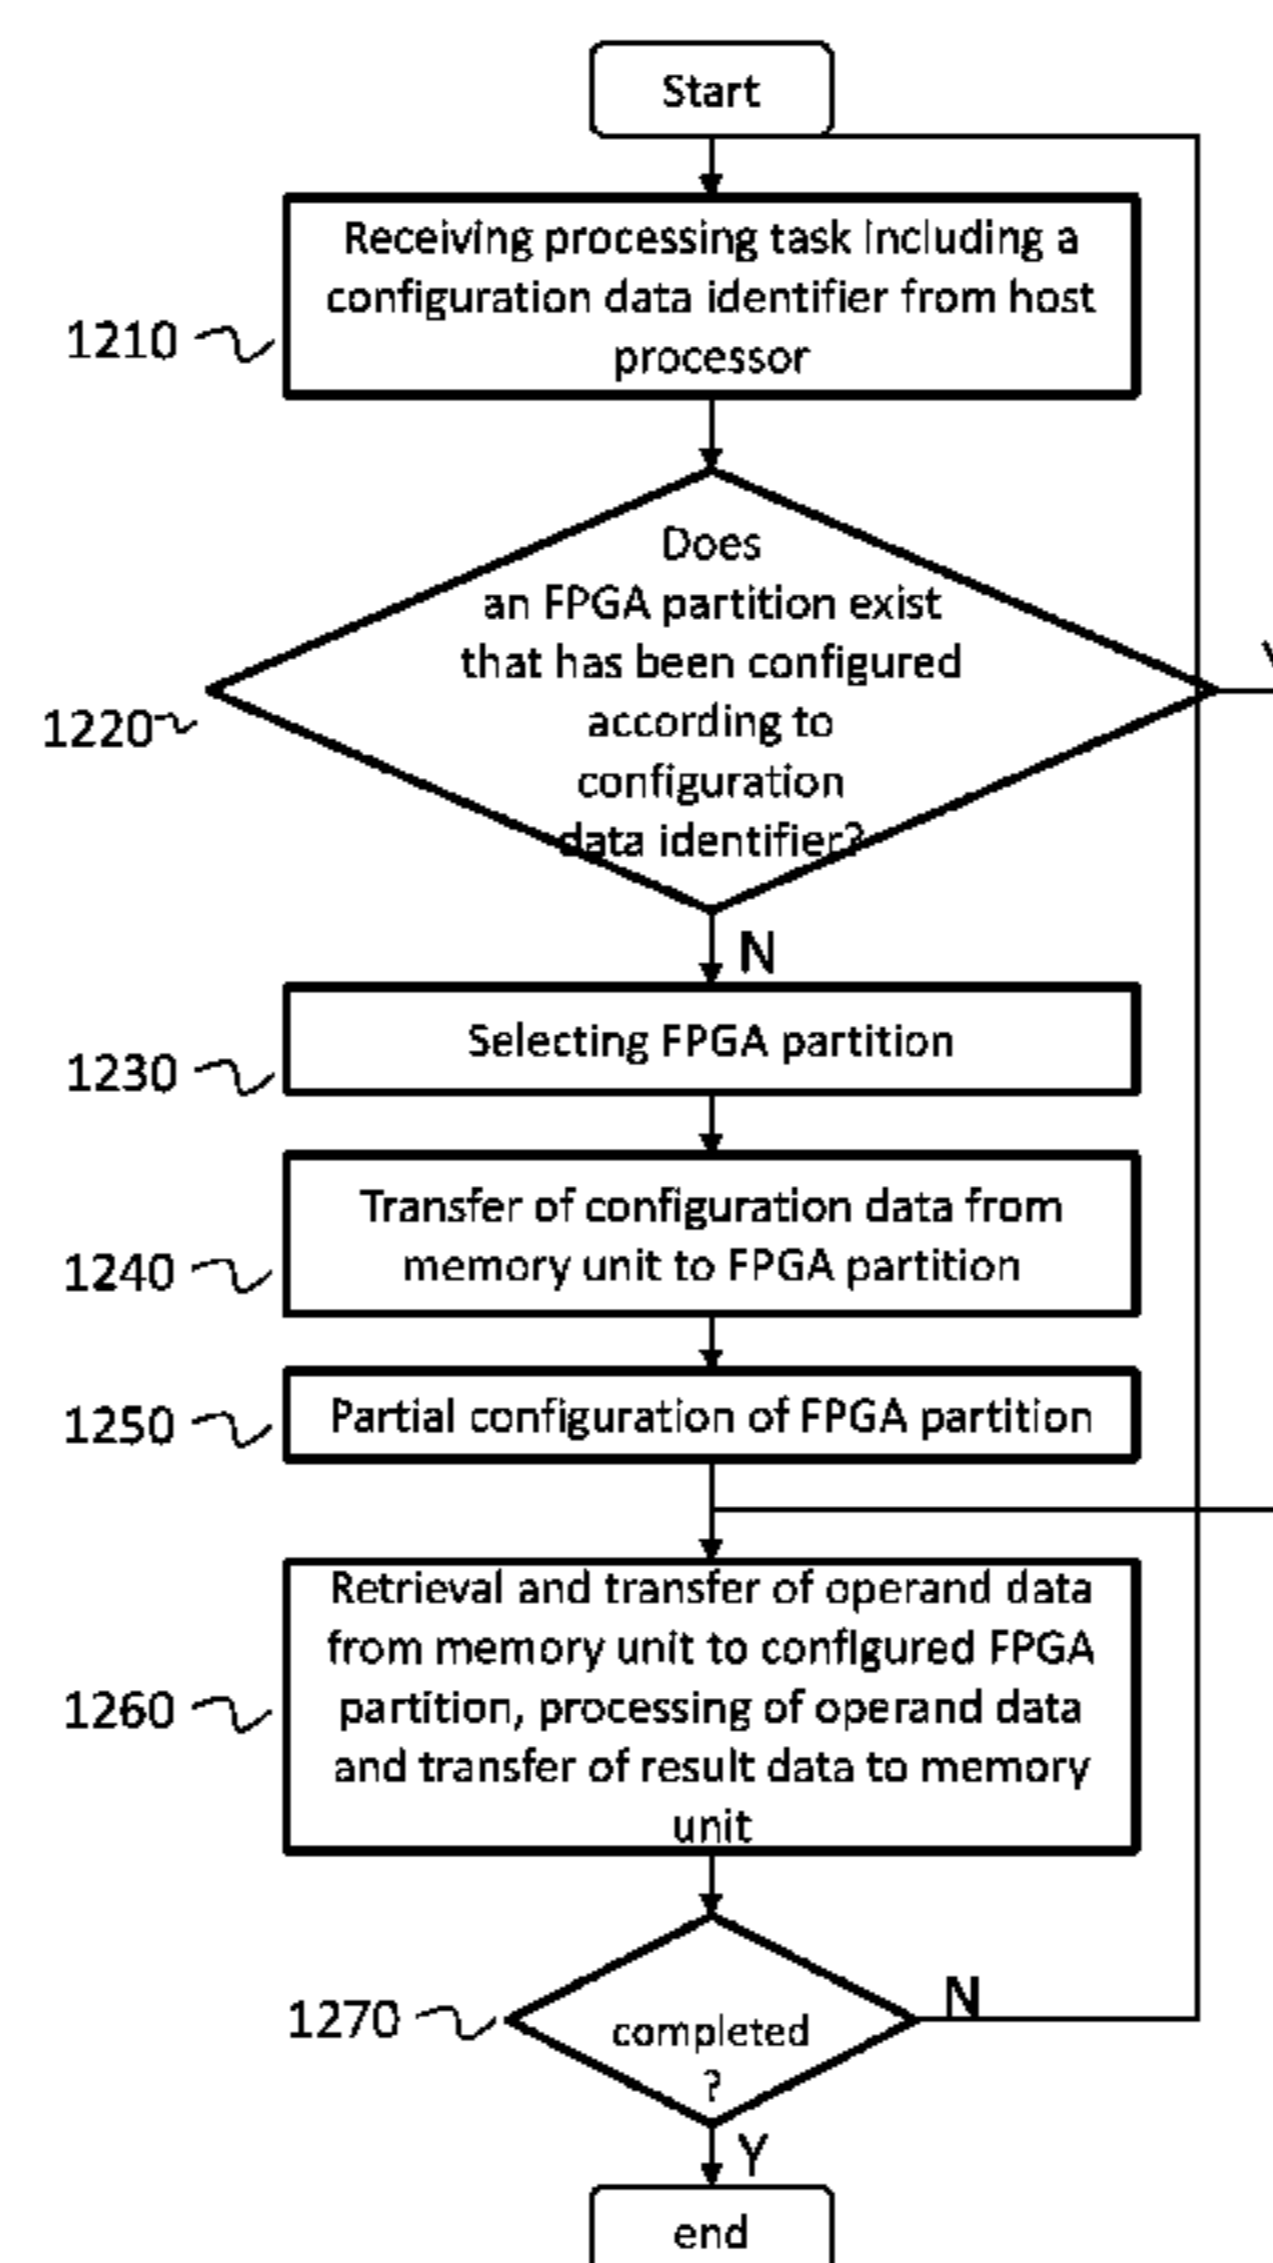 Start
Receiving processing task including a
configuration data identifier from host
processor
1210
Does
an FPGA partition exist
that has been configured
according to
configuration
data identifier?
1220
N
Selecting FPGA partition
1230
Transfer of configuration data from
memory unit to FPGA partition
1240
Partial configuration of FPGA partition
1250
Retrieval and transfer of operand data
from memory unit to configured FPGA
partition, processing of operand data
and transfer of result data to memory
unit
1260
completed
?
1270
N
Y
end